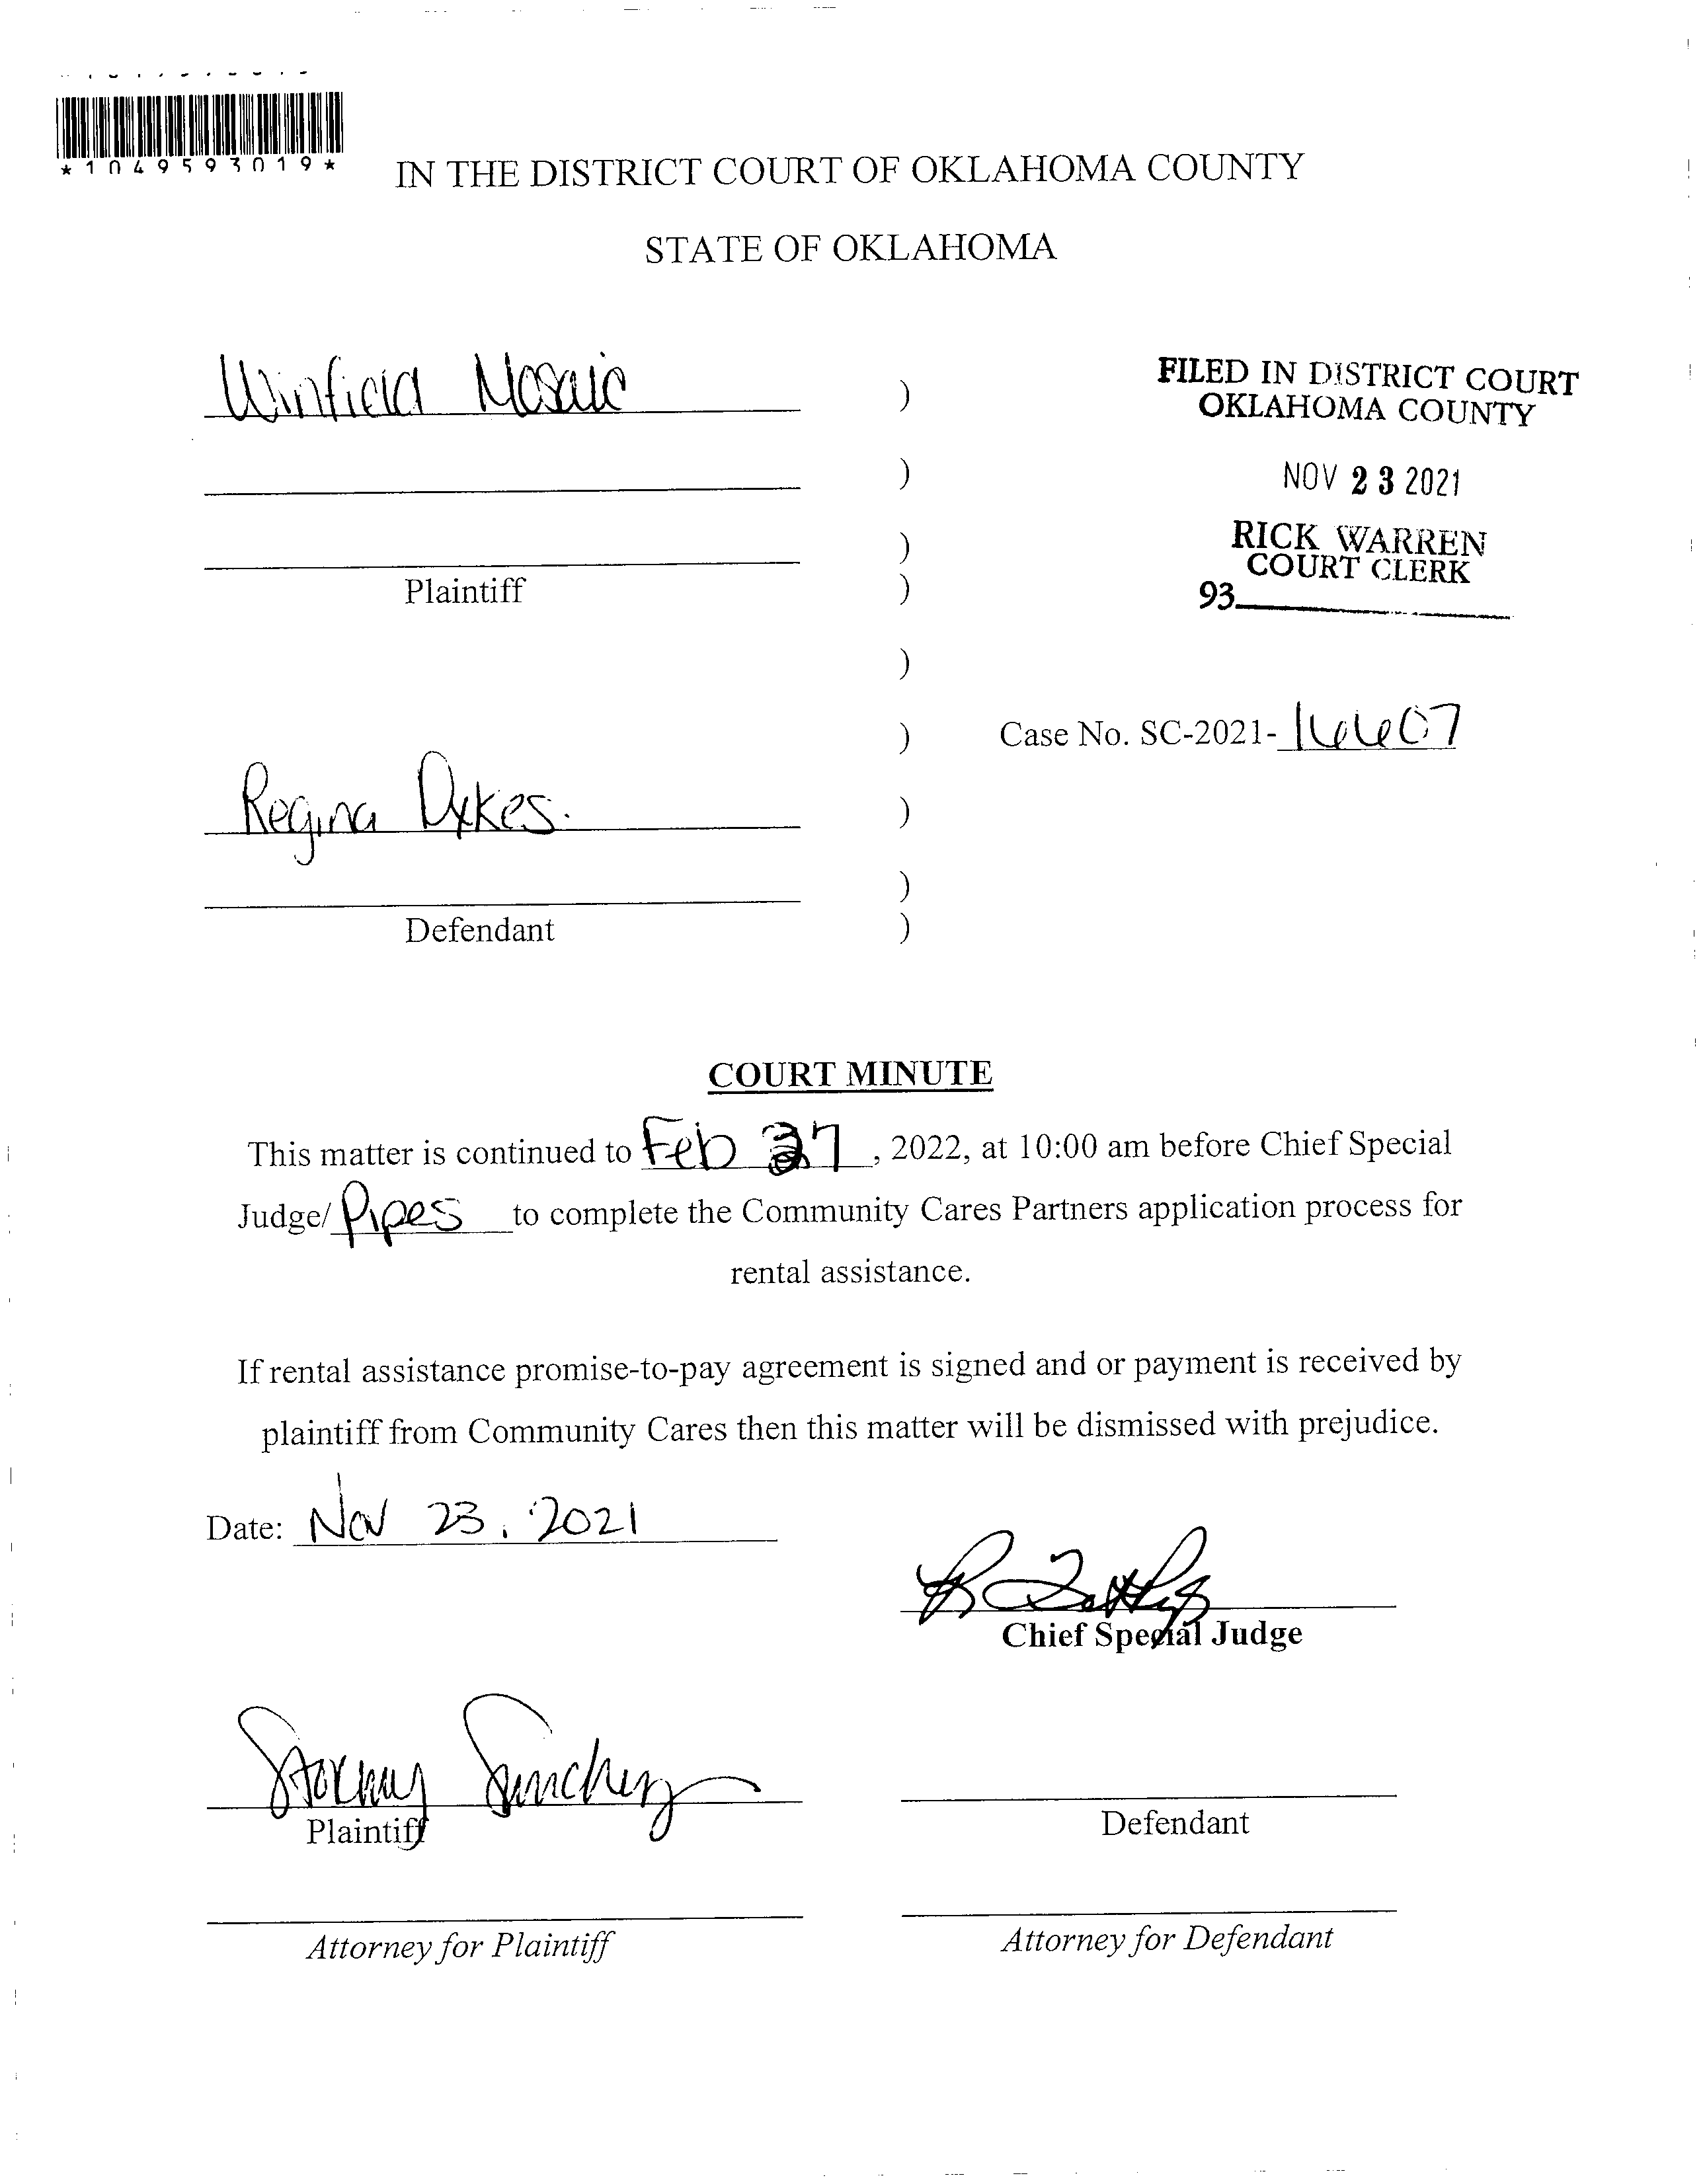 *1049593019*
IN THE DISTRICT COURT OF OKLAHOMA COUNTY
STATE OF OKLAHOMA
Winfield Mosaic )
FILED IN DISTRICT COURT
OKLAHOMA COUNTY
)
NOV 23 2021
)
RICK WARREN
COURT CLERK
Plaintiff )
93
)
) Case No. SC-2021-16607
Regina Dykes. )
)
Defendant )
COURT MINUTE
This matter is continued to Feb 7, 2022, at 10:00 am before Chief Special
Judge/ Pipes to complete the Community Cares Partners application process for
rental assistance.
If rental assistance promise-to-pay agreement is signed and or payment is received by
plaintiff from Community Cares then this matter will be dismissed with prejudice.
Date: Nov 23, 2021
Chief Special Judge
Stormy Sanchez
Plaintiff
Defendant
Attorney for Plaintiff
Attorney for Defendant